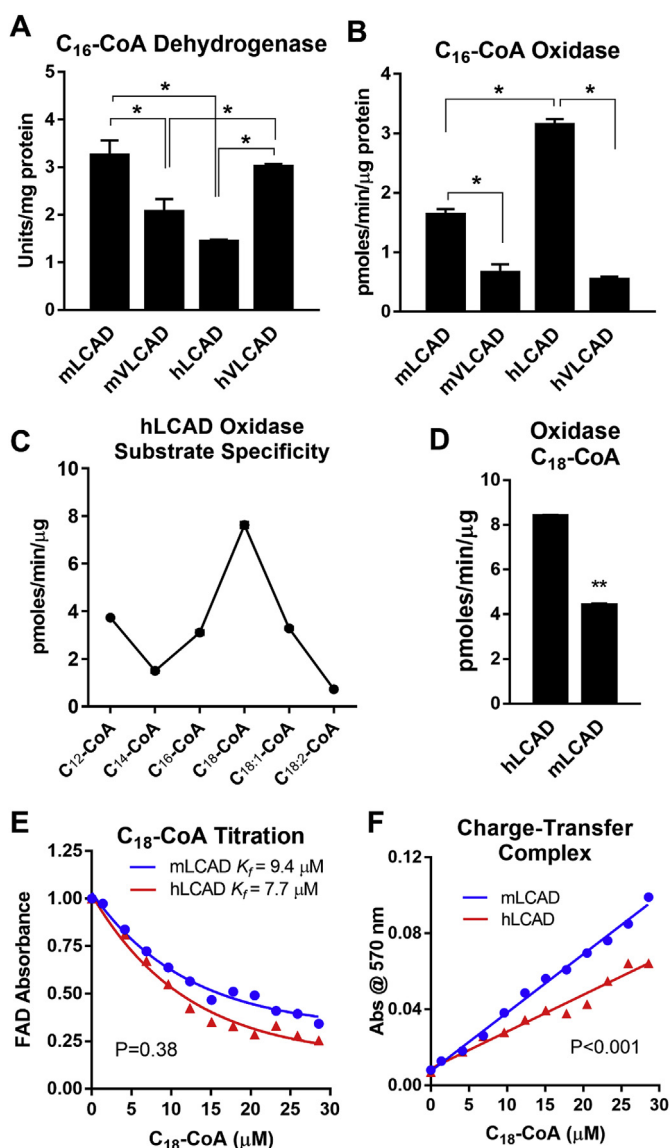 A
C16-CoA Dehydrogenase
Units/mg protein
5
4
3
2
1
0
* * * *
mLCAD mVLCAD hLCAD hVLCAD
B
C16-CoA Oxidase
pmoles/min/μg protein
4
3
2
1
0
* * *
mLCAD mVLCAD hLCAD hVLCAD
C
hLCAD Oxidase
Substrate Specificity
pmoles/min/μg
10
8
6
4
2
0
C12-CoA C14-CoA C16-CoA C18-CoA C18:1-CoA C18:2-CoA
D
Oxidase
C18-CoA
pmoles/min/μg
10
8
6
4
2
0
**
hLCAD mLCAD
E
C18-CoA Titration
mLCAD Kf = 9.4 μM
hLCAD Kf = 7.7 μM
FAD Absorbance
1.00
0.75
0.50
0.25
0.00
P=0.38
0 5 10 15 20 25 30
C18-CoA (μM)
F
Charge-Transfer
Complex
mLCAD
hLCAD
Abs @ 570 nm
0.12
0.08
0.04
0.00
P<0.001
0 5 10 15 20 25 30
C18-CoA (μM)